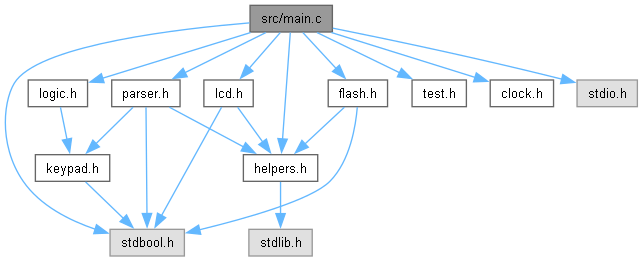 src/main.c
logic.h
parser.h
lcd.h
flash.h
test.h
clock.h
stdio.h
keypad.h
helpers.h
stdbool.h
stdlib.h